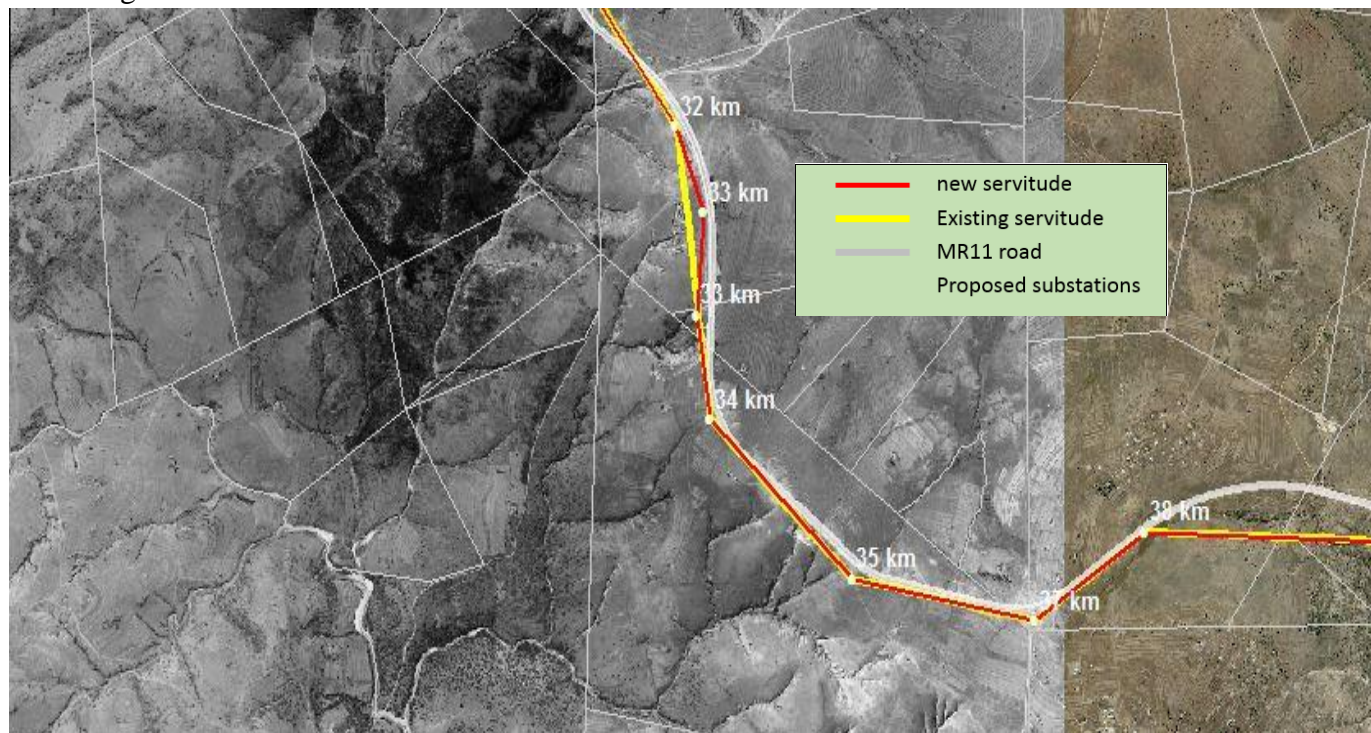 32 km
33 km
new servitude
Existing servitude
MR11 road
Proposed substations
33 km
34 km
38 km
35 km
37 km